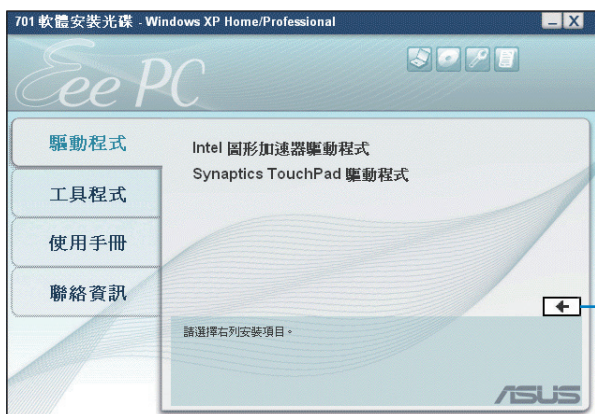 701 軟體安裝光碟 - Windows XP Home/Professional
Eee PC
驅動程式
Intel 圖形加速器驅動程式
Synaptics TouchPad 驅動程式
工具程式
使用手冊
聯絡資訊
請選擇右列安裝項目。
ASUS